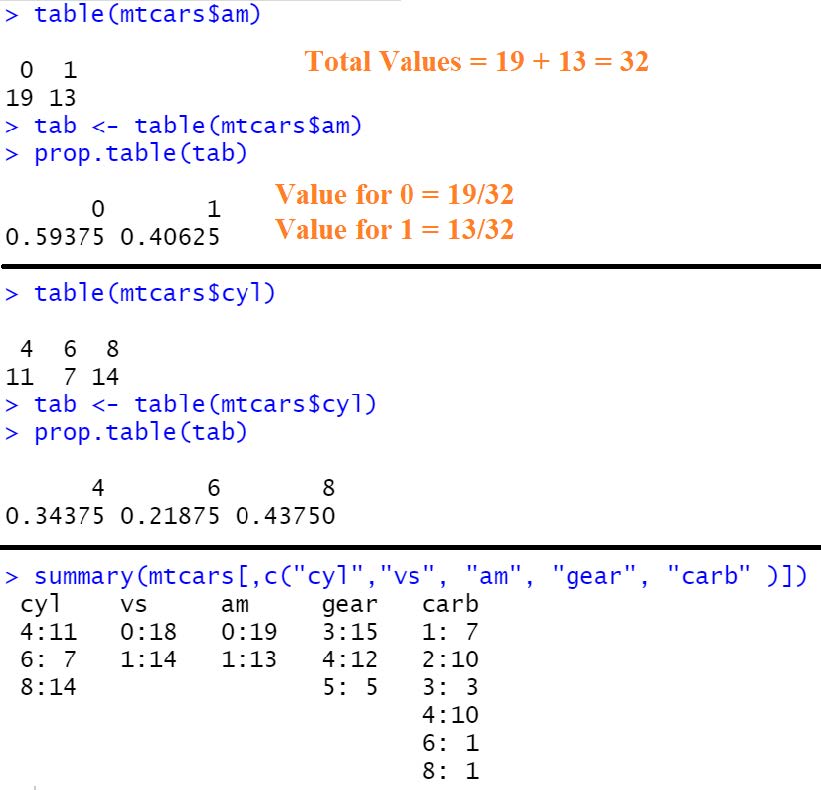 > table(mtcars$am)
 0  1
Total Values = 19 + 13 = 32
19 13
> tab <- table(mtcars$am)
> prop.table(tab)
Value for 0 = 19/32
      0       1
Value for 1 = 13/32
0.59375 0.40625
> table(mtcars$cyl)
 4  6  8
11  7 14
> tab <- table(mtcars$cyl)
> prop.table(tab)
      4       6       8
0.34375 0.21875 0.43750
> summary(mtcars[,c("cyl","vs", "am", "gear", "carb" )])
 cyl    vs     am     gear   carb
 4:11   0:18   0:19   3:15   1: 7
 6: 7   1:14   1:13   4:12   2:10
 8:14                 5: 5   3: 3
                             4:10
                             6: 1
                             8: 1